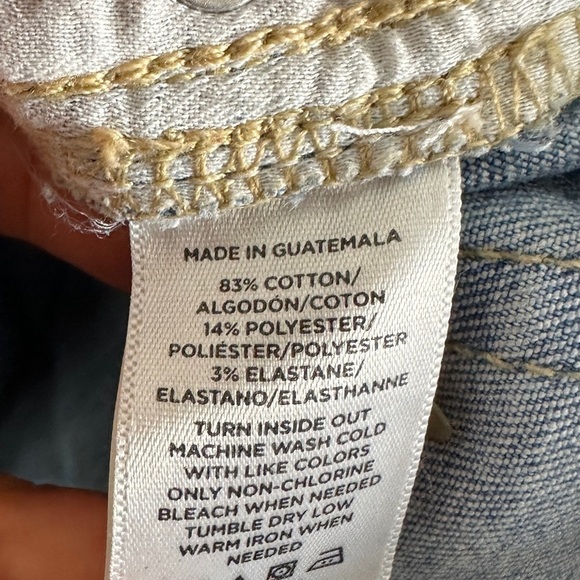 MADE IN GUATEMALA
83% COTTON/
ALGODÓN/COTON
14% POLYESTER/
POLIÉSTER/POLYESTER
3% ELASTANE/
ELASTANO/ELASTHANNE
TURN INSIDE OUT
MACHINE WASH COLD
WITH LIKE COLORS
ONLY NON-CHLORINE
BLEACH WHEN NEEDED
TUMBLE DRY LOW
WARM IRON WHEN
NEEDED